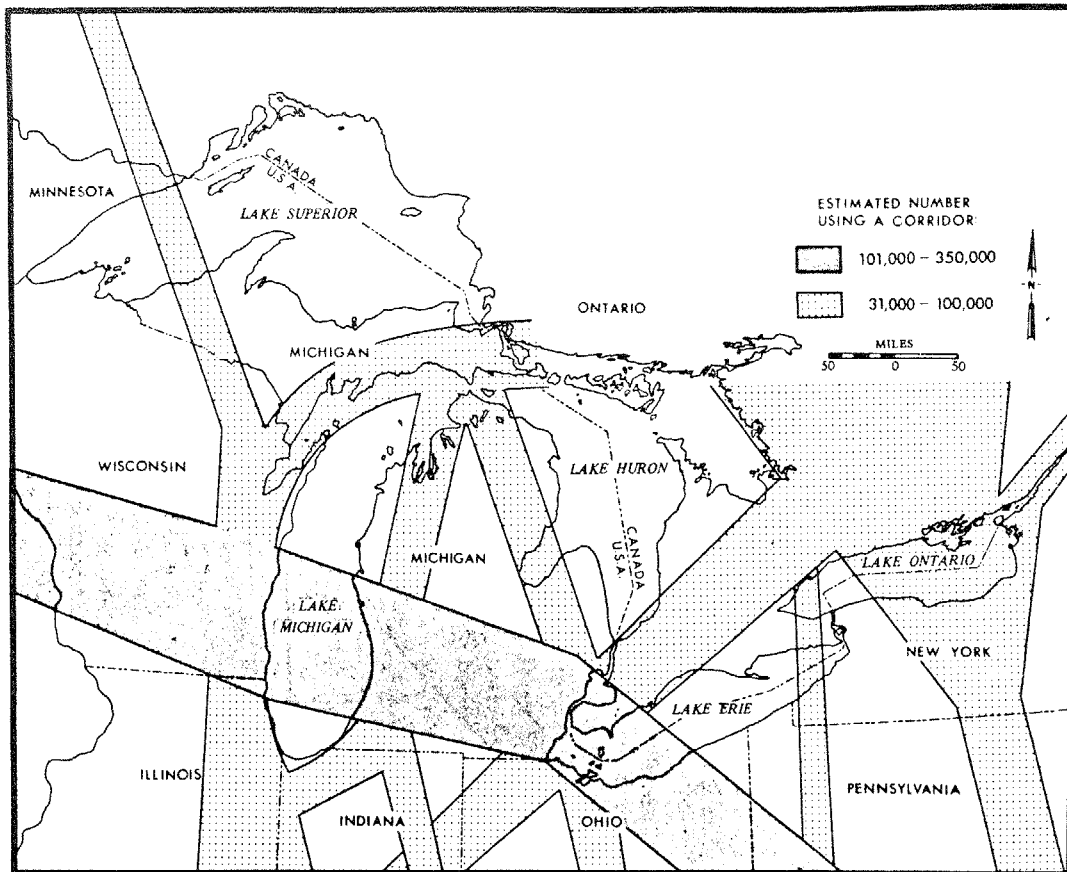 CANADA
U.S.A.
MINNESOTA
LAKE SUPERIOR
ESTIMATED NUMBER
USING A CORRIDOR:
101,000 – 350,000
31,000 – 100,000
N
MILES
50 0 50
ONTARIO
MICHIGAN
WISCONSIN
LAKE HURON
MICHIGAN
CANADA
U.S.A.
LAKE ONTARIO
LAKE
MICHIGAN
NEW YORK
LAKE ERIE
ILLINOIS
INDIANA
OHIO
PENNSYLVANIA